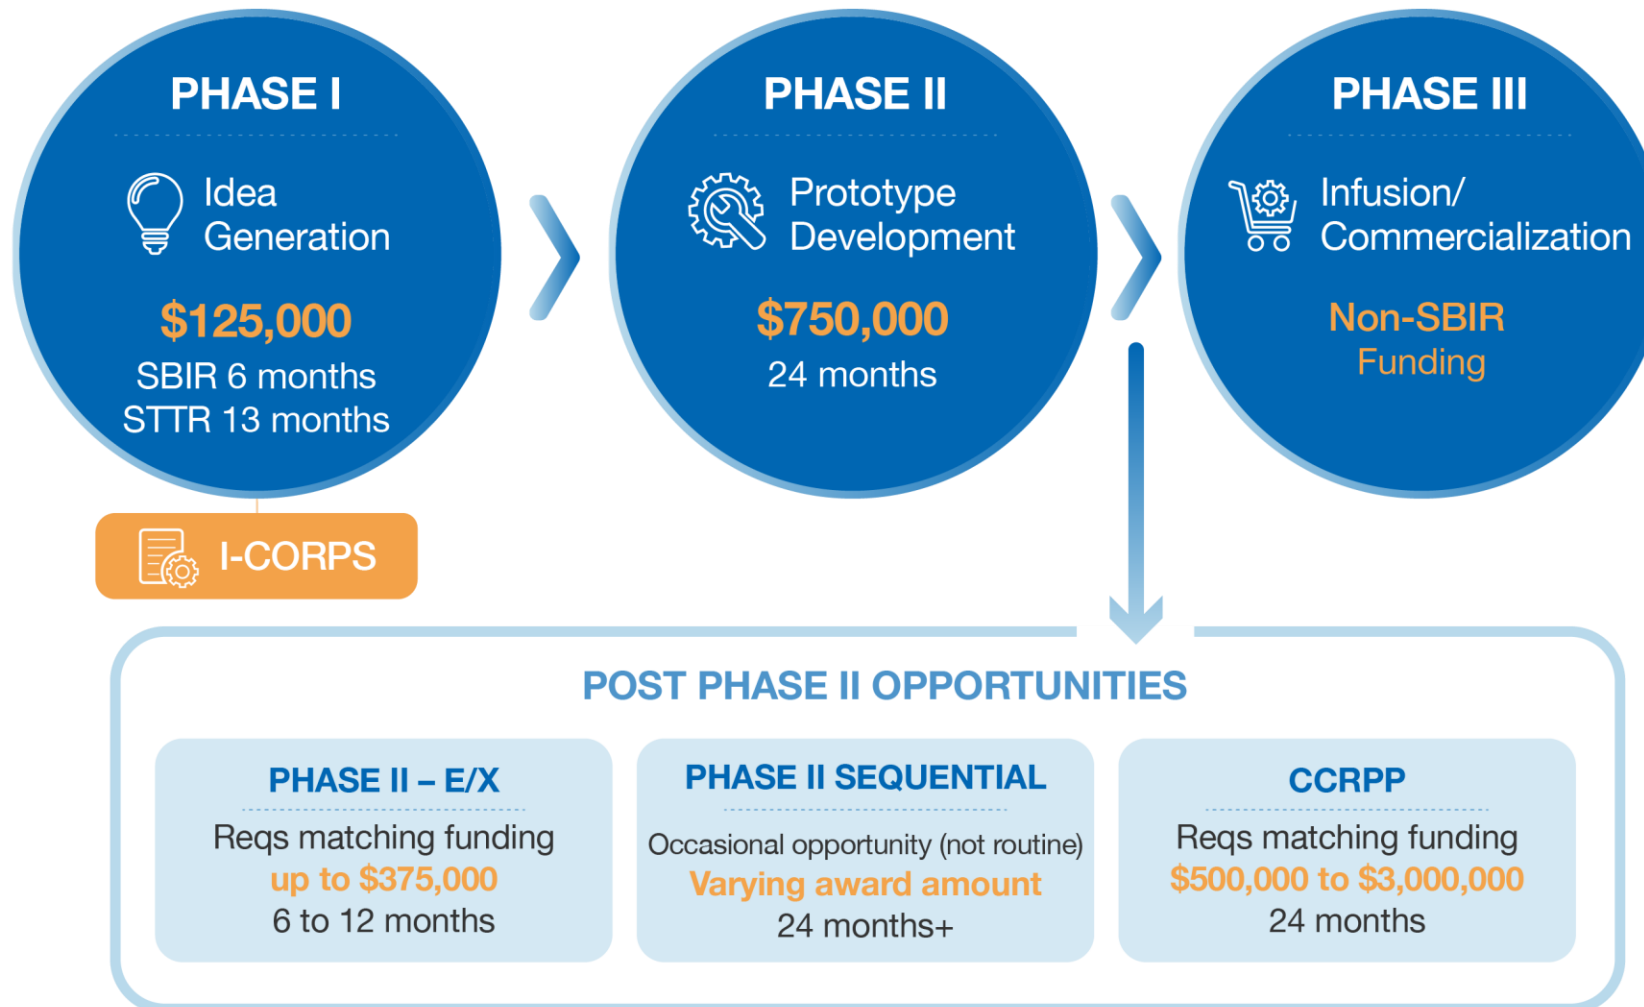 PHASE I
Idea
Generation
$125,000
SBIR 6 months
STTR 13 months
I-CORPS
PHASE II
Prototype
Development
$750,000
24 months
PHASE III
Infusion/
Commercialization
Non-SBIR
Funding
POST PHASE II OPPORTUNITIES
PHASE II – E/X
Reqs matching funding
up to $375,000
6 to 12 months
PHASE II SEQUENTIAL
Occasional opportunity (not routine)
Varying award amount
24 months+
CCRPP
Reqs matching funding
$500,000 to $3,000,000
24 months